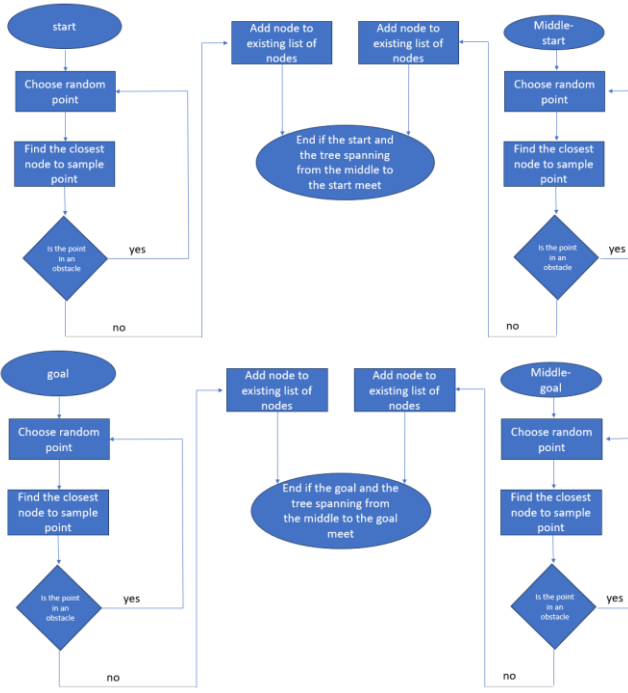 start
Choose random
point
Find the closest
node to sample
point
Is the point
in an
obstacle
yes
no
Add node to
existing list of
nodes
Add node to
existing list of
nodes
End if the start and
the tree spanning
from the middle to
the start meet
Middle-
start
Choose random
point
Find the closest
node to sample
point
Is the point
in an
obstacle
yes
no
goal
Choose random
point
Find the closest
node to sample
point
Is the point
in an
obstacle
yes
no
Add node to
existing list of
nodes
Add node to
existing list of
nodes
End if the goal and the
tree spanning from
the middle to the goal
meet
Middle-
goal
Choose random
point
Find the closest
node to sample
point
Is the point
in an
obstacle
yes
no